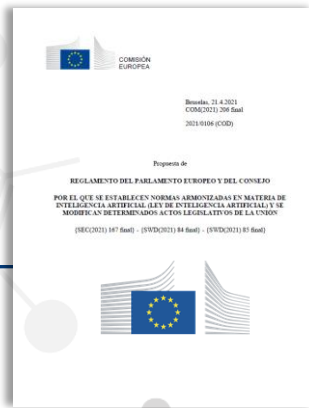 COMISIÓN
EUROPEA
Bruselas, 21.4.2021
COM(2021) 206 final
2021/0106 (COD)
Propuesta de
REGLAMENTO DEL PARLAMENTO EUROPEO Y DEL CONSEJO
POR EL QUE SE ESTABLECEN NORMAS ARMONIZADAS EN MATERIA DE
INTELIGENCIA ARTIFICIAL (LEY DE INTELIGENCIA ARTIFICIAL) Y SE
MODIFICAN DETERMINADOS ACTOS LEGISLATIVOS DE LA UNIÓN
{SEC(2021) 167 final} - {SWD(2021) 84 final} - {SWD(2021) 85 final}